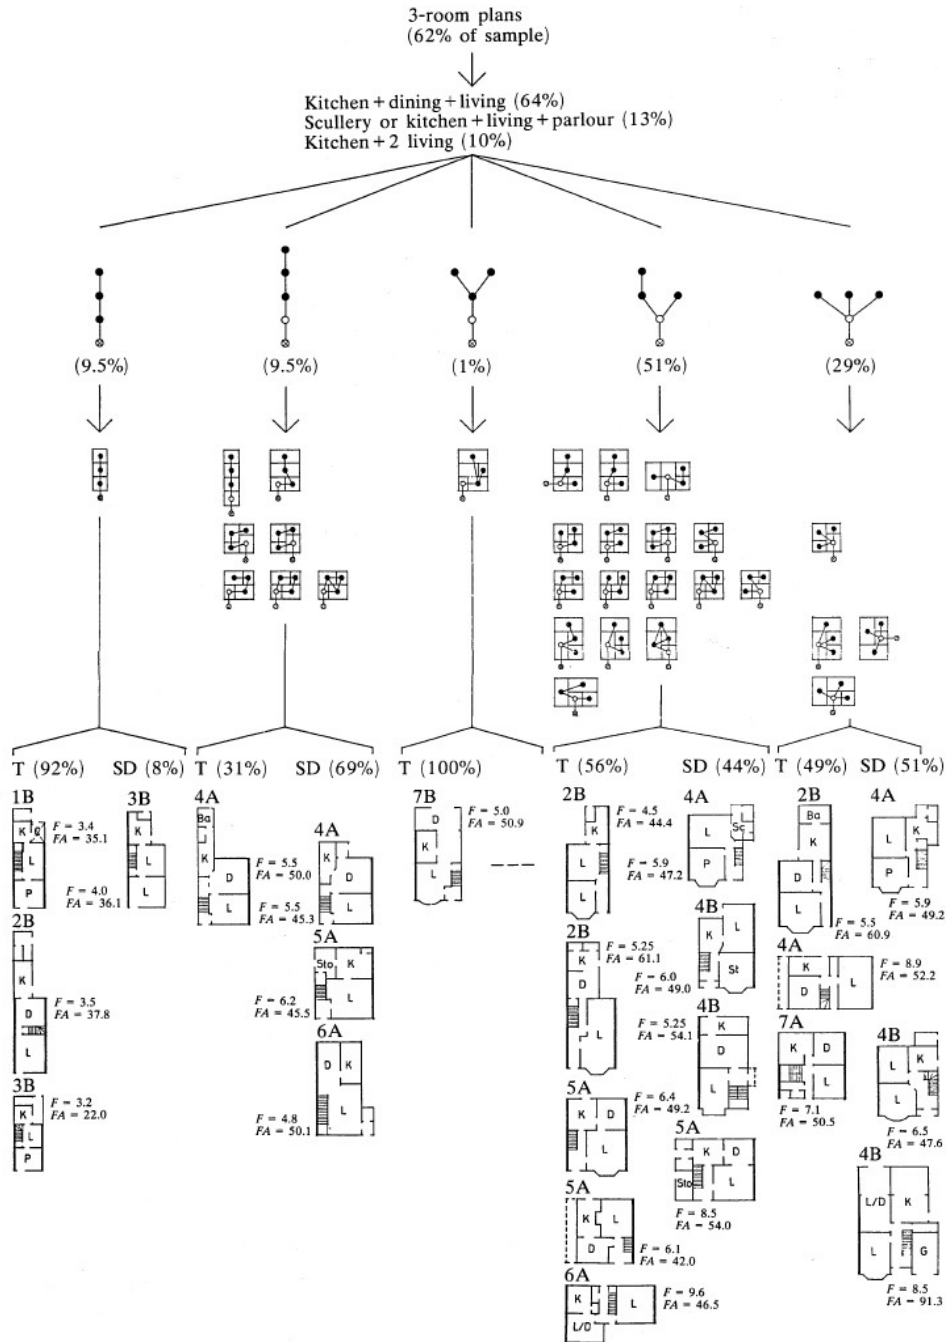 3-room plans
(62% of sample)
Kitchen + dining + living (64%)
Scullery or kitchen + living + parlour (13%)
Kitchen + 2 living (10%)
(9.5%) (9.5%) (1%) (51%) (29%)
T (92%) SD (8%) T (31%) SD (69%) T (100%) T (56%) SD (44%) T (49%) SD (51%)
1B
K
L
P
F = 3.4
FA = 35.1
2B
K
D
L
F = 3.5
FA = 37.8
3B
K
L
P
F = 3.2
FA = 22.0
3B
K
L
L
F = 4.0
FA = 36.1
4A
Ba
K
D
L
F = 5.5
FA = 50.0
4A
K
D
L
F = 5.5
FA = 45.3
5A
Sto
K
L
F = 6.2
FA = 45.5
6A
D
K
L
F = 4.8
FA = 50.1
7B
D
K
L
F = 5.0
FA = 50.9
2B
K
L
L
F = 4.5
FA = 44.4
2B
K
D
L
F = 5.25
FA = 61.1
5A
K
D
L
F = 6.4
FA = 49.2
5A
K
L
D
F = 6.1
FA = 42.0
6A
K
L
L/D
F = 9.6
FA = 46.5
4A
L
Sc
P
F = 5.9
FA = 47.2
4B
K
L
St
F = 6.0
FA = 49.0
4B
K
D
L
F = 5.25
FA = 54.1
5A
K
D
Sto
L
F = 8.5
FA = 54.0
2B
Ba
K
D
L
F = 5.5
FA = 60.9
4A
K
D
L
F = 8.9
FA = 52.2
7A
K
D
L
F = 7.1
FA = 50.5
4A
L
K
P
F = 5.9
FA = 49.2
4B
L
K
L
F = 6.5
FA = 47.6
4B
L/D
K
L
G
F = 8.5
FA = 91.3